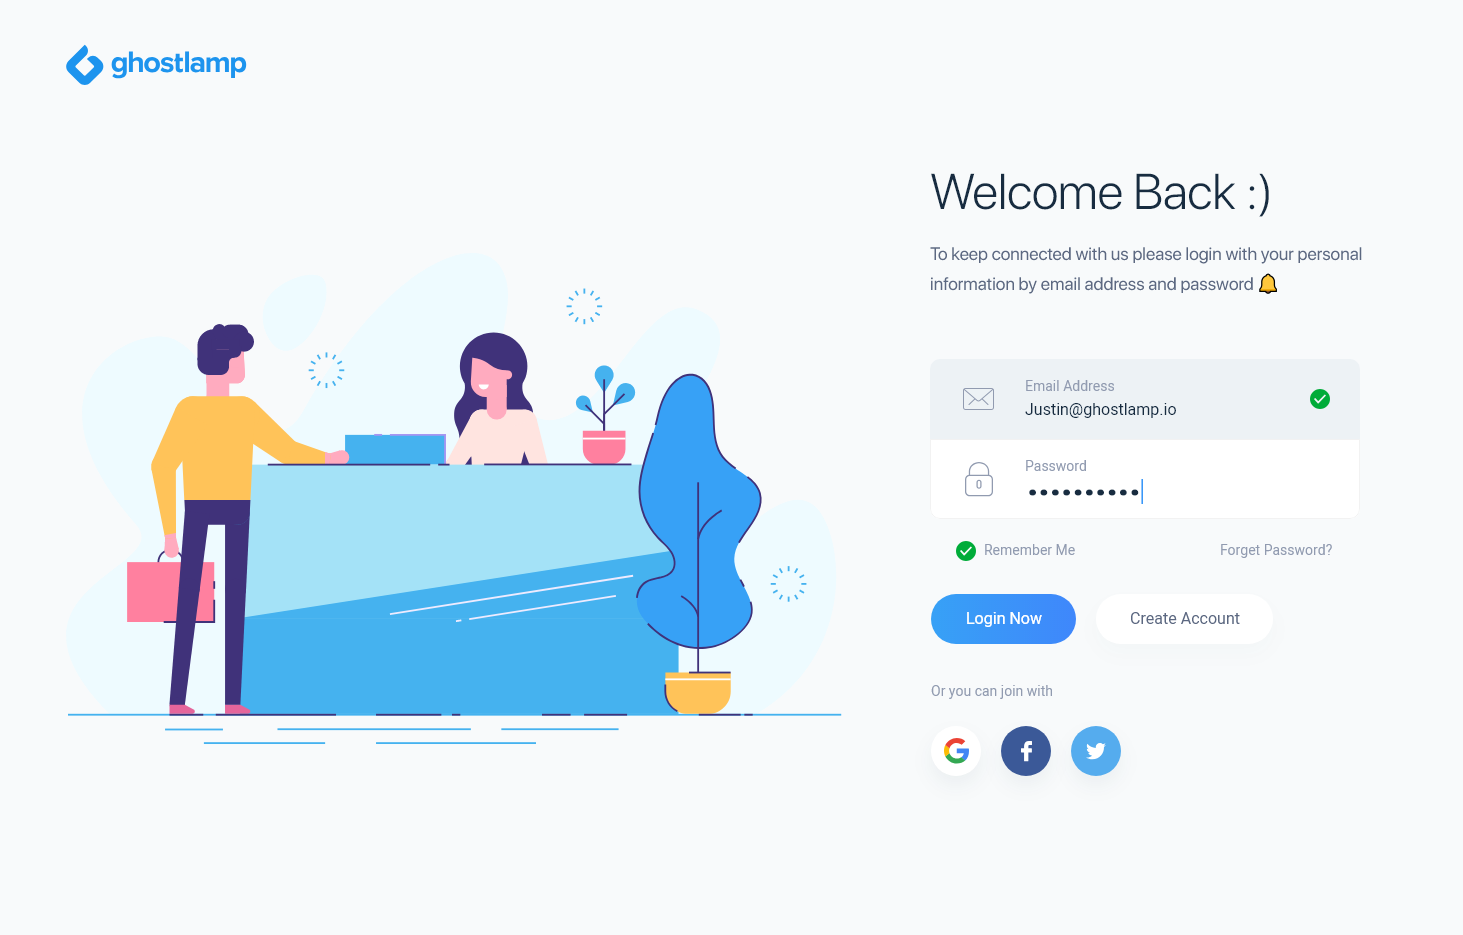 ghostlamp
Welcome Back :)
To keep connected with us please login with your personal
information by email address and password 🔔
Email Address
Justin@ghostlamp.io
Password
••••••••••
Remember Me
Forget Password?
Login Now
Create Account
Or you can join with